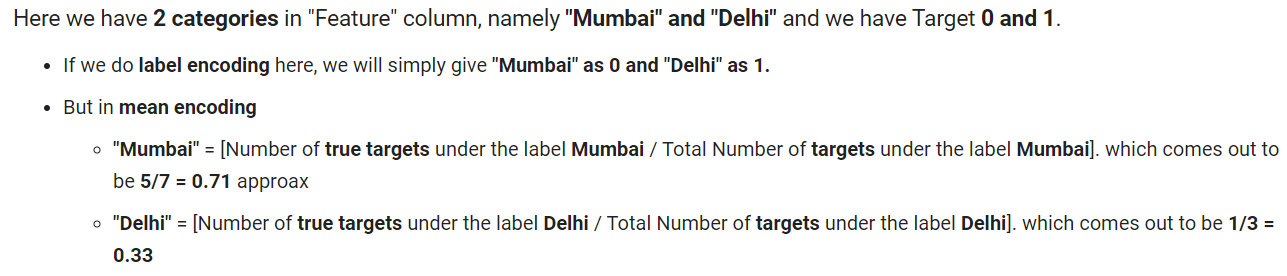 Here we have 2 categories in "Feature" column, namely "Mumbai" and "Delhi" and we have Target 0 and 1.
• If we do label encoding here, we will simply give "Mumbai" as 0 and "Delhi" as 1.
• But in mean encoding
◦ "Mumbai" = [Number of true targets under the label Mumbai / Total Number of targets under the label Mumbai]. which comes out to
be 5/7 = 0.71 approax
◦ "Delhi" = [Number of true targets under the label Delhi / Total Number of targets under the label Delhi]. which comes out to be 1/3 =
0.33